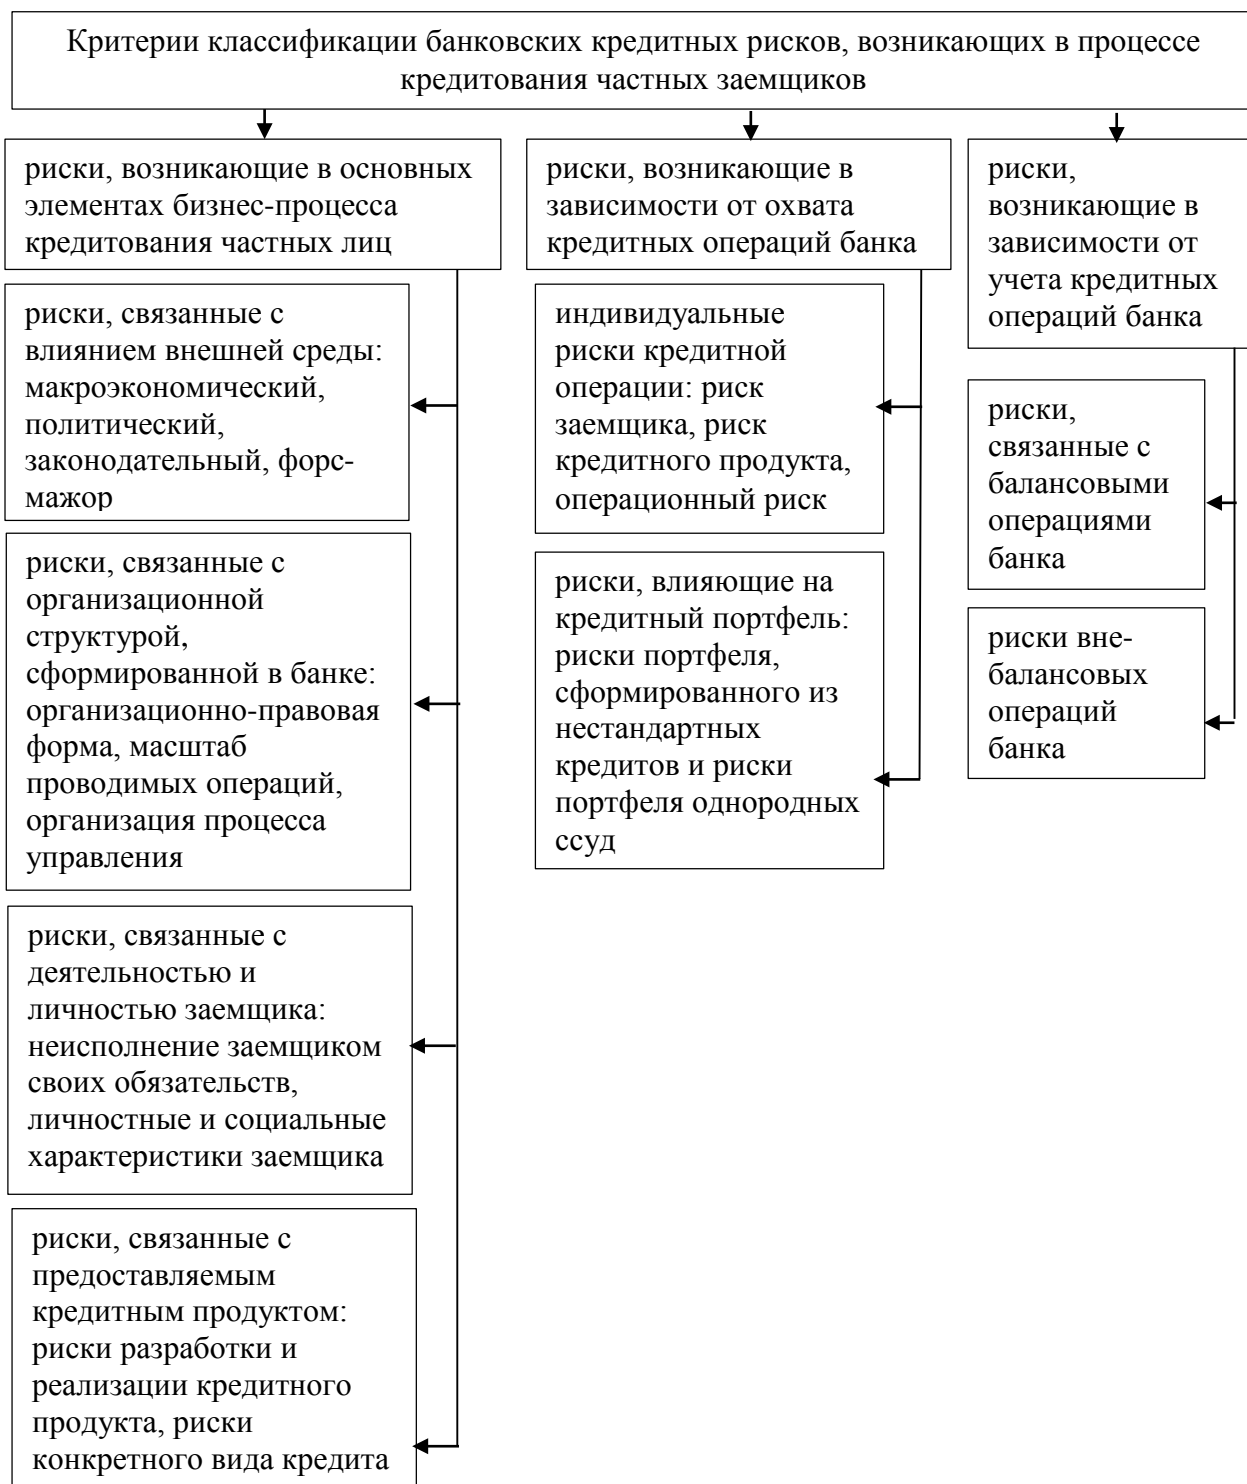 Критерии классификации банковских кредитных рисков, возникающих в процессе
кредитования частных заемщиков
риски, возникающие в основных
элементах бизнес-процесса
кредитования частных лиц
риски, связанные с
влиянием внешней среды:
макроэкономический,
политический,
законодательный, форс-
мажор
риски, связанные с
организационной
структурой,
сформированной в банке:
организационно-правовая
форма, масштаб
проводимых операций,
организация процесса
управления
риски, связанные с
деятельностью и
личностью заемщика:
неисполнение заемщиком
своих обязательств,
личностные и социальные
характеристики заемщика
риски, связанные с
предоставляемым
кредитным продуктом:
риски разработки и
реализации кредитного
продукта, риски
конкретного вида кредита
риски, возникающие в
зависимости от охвата
кредитных операций банка
индивидуальные
риски кредитной
операции: риск
заемщика, риск
кредитного продукта,
операционный риск
риски, влияющие на
кредитный портфель:
риски портфеля,
сформированного из
нестандартных
кредитов и риски
портфеля однородных
ссуд
риски,
возникающие в
зависимости от
учета кредитных
операций банка
риски,
связанные с
балансовыми
операциями
банка
риски вне-
балансовых
операций
банка